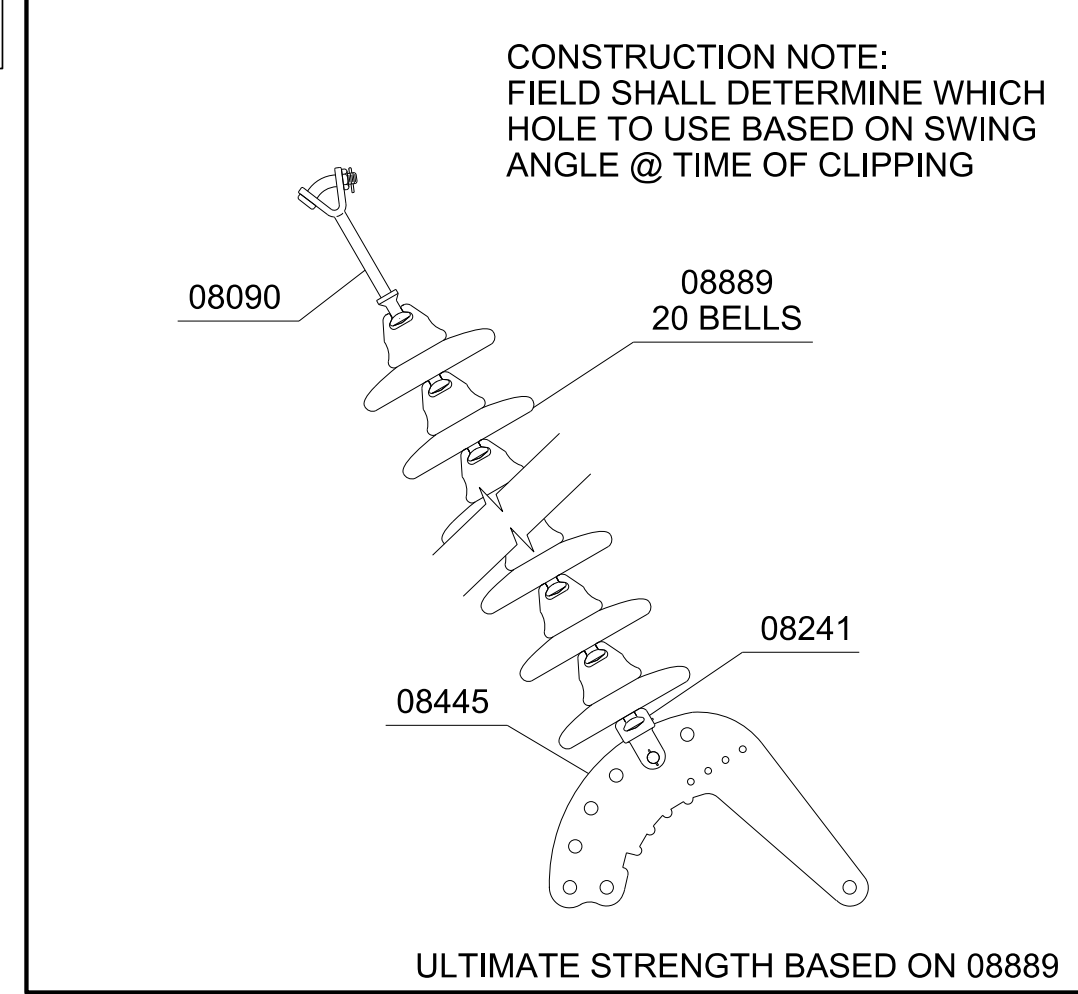 CONSTRUCTION NOTE:
FIELD SHALL DETERMINE WHICH
HOLE TO USE BASED ON SWING
ANGLE @ TIME OF CLIPPING
08090
08889
20 BELLS
08241
08445
ULTIMATE STRENGTH BASED ON 08889